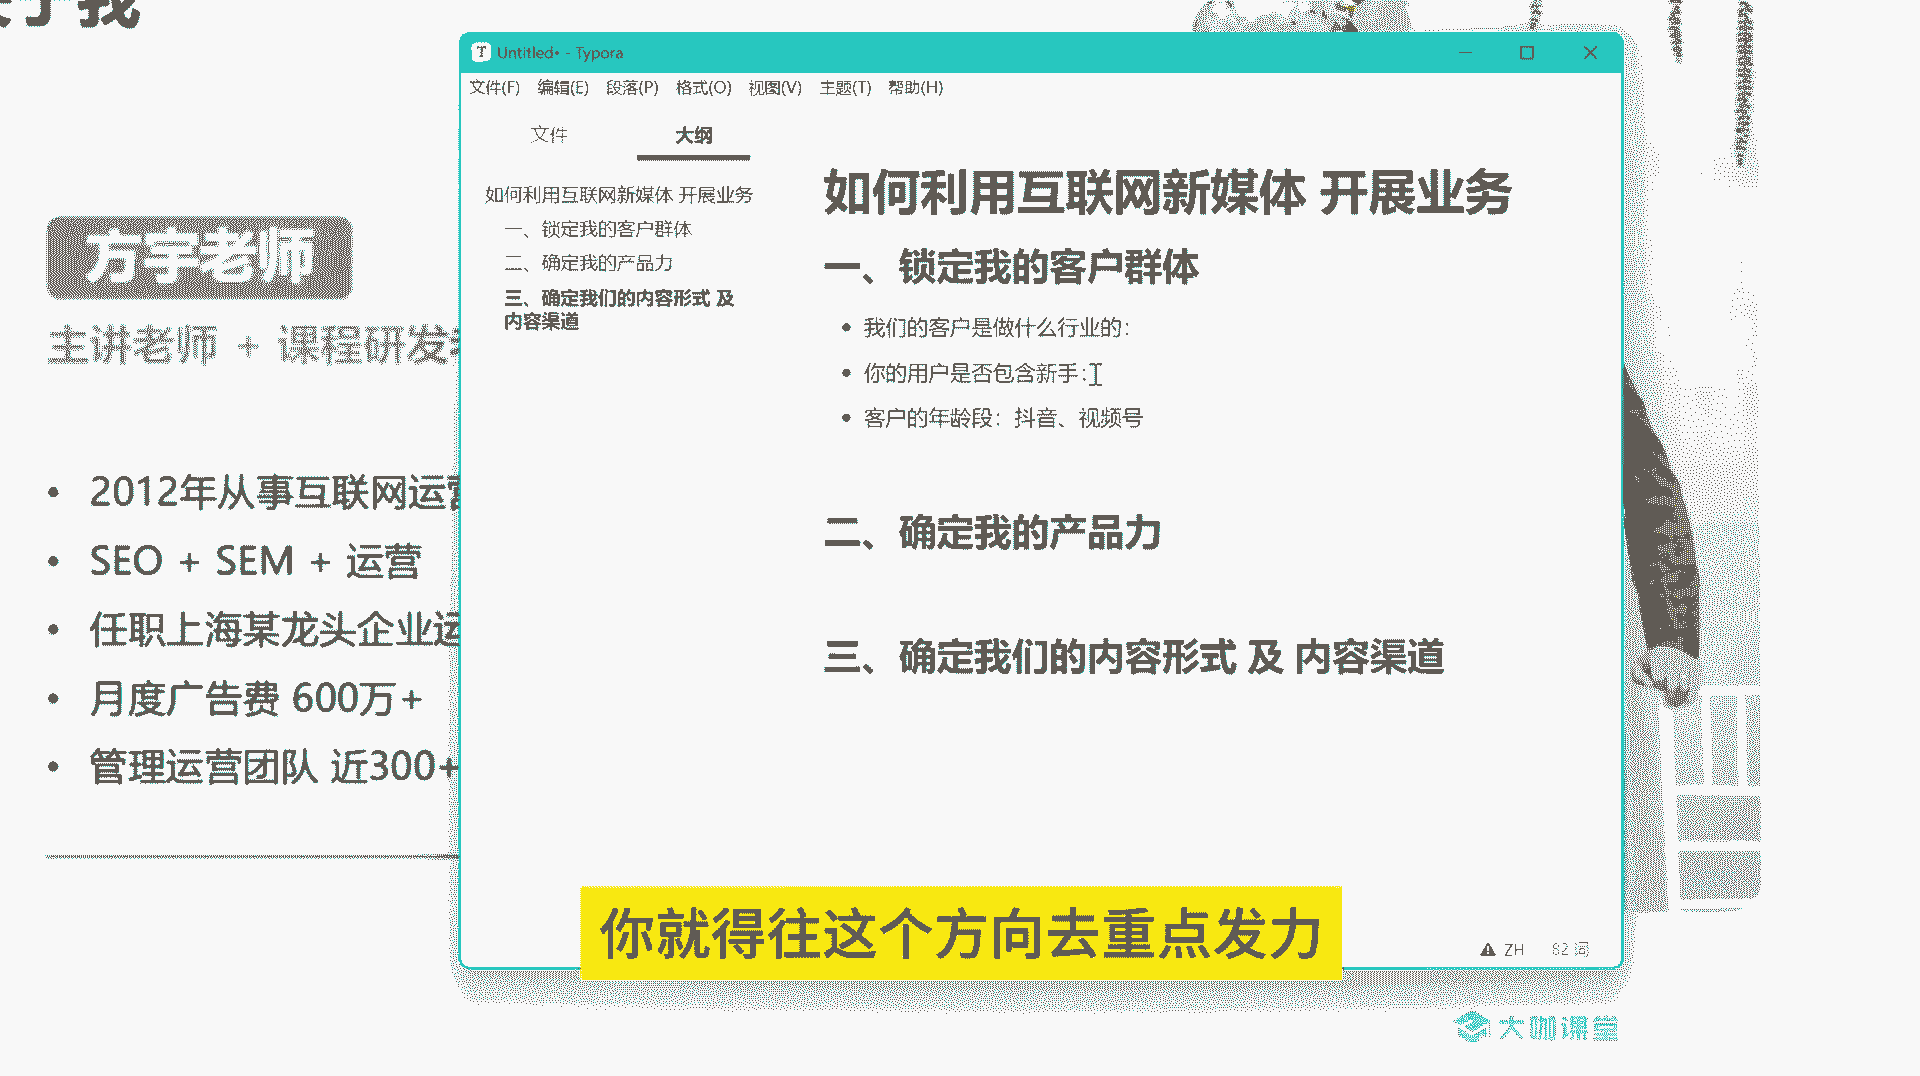 于我
方宇老师
主讲老师 + 课程研发
2012年从事互联网运营
SEO + SEM + 运营
任职上海某龙头企业运
月度广告费 600万+
管理运营团队 近300+
Untitled• - Typora
文件(F) 编辑(E) 段落(P) 格式(O) 视图(V) 主题(T) 帮助(H)
文件 大纲
如何利用互联网新媒体 开展业务
一、锁定我的客户群体
二、确定我的产品力
三、确定我们的内容形式 及
内容渠道
如何利用互联网新媒体 开展业务
一、锁定我的客户群体
我们的客户是做什么行业的：
你的用户是否包含新手：
客户的年龄段：抖音、视频号
二、确定我的产品力
三、确定我们的内容形式 及 内容渠道
ZH 82 词
你就得往这个方向去重点发力
大咖课堂